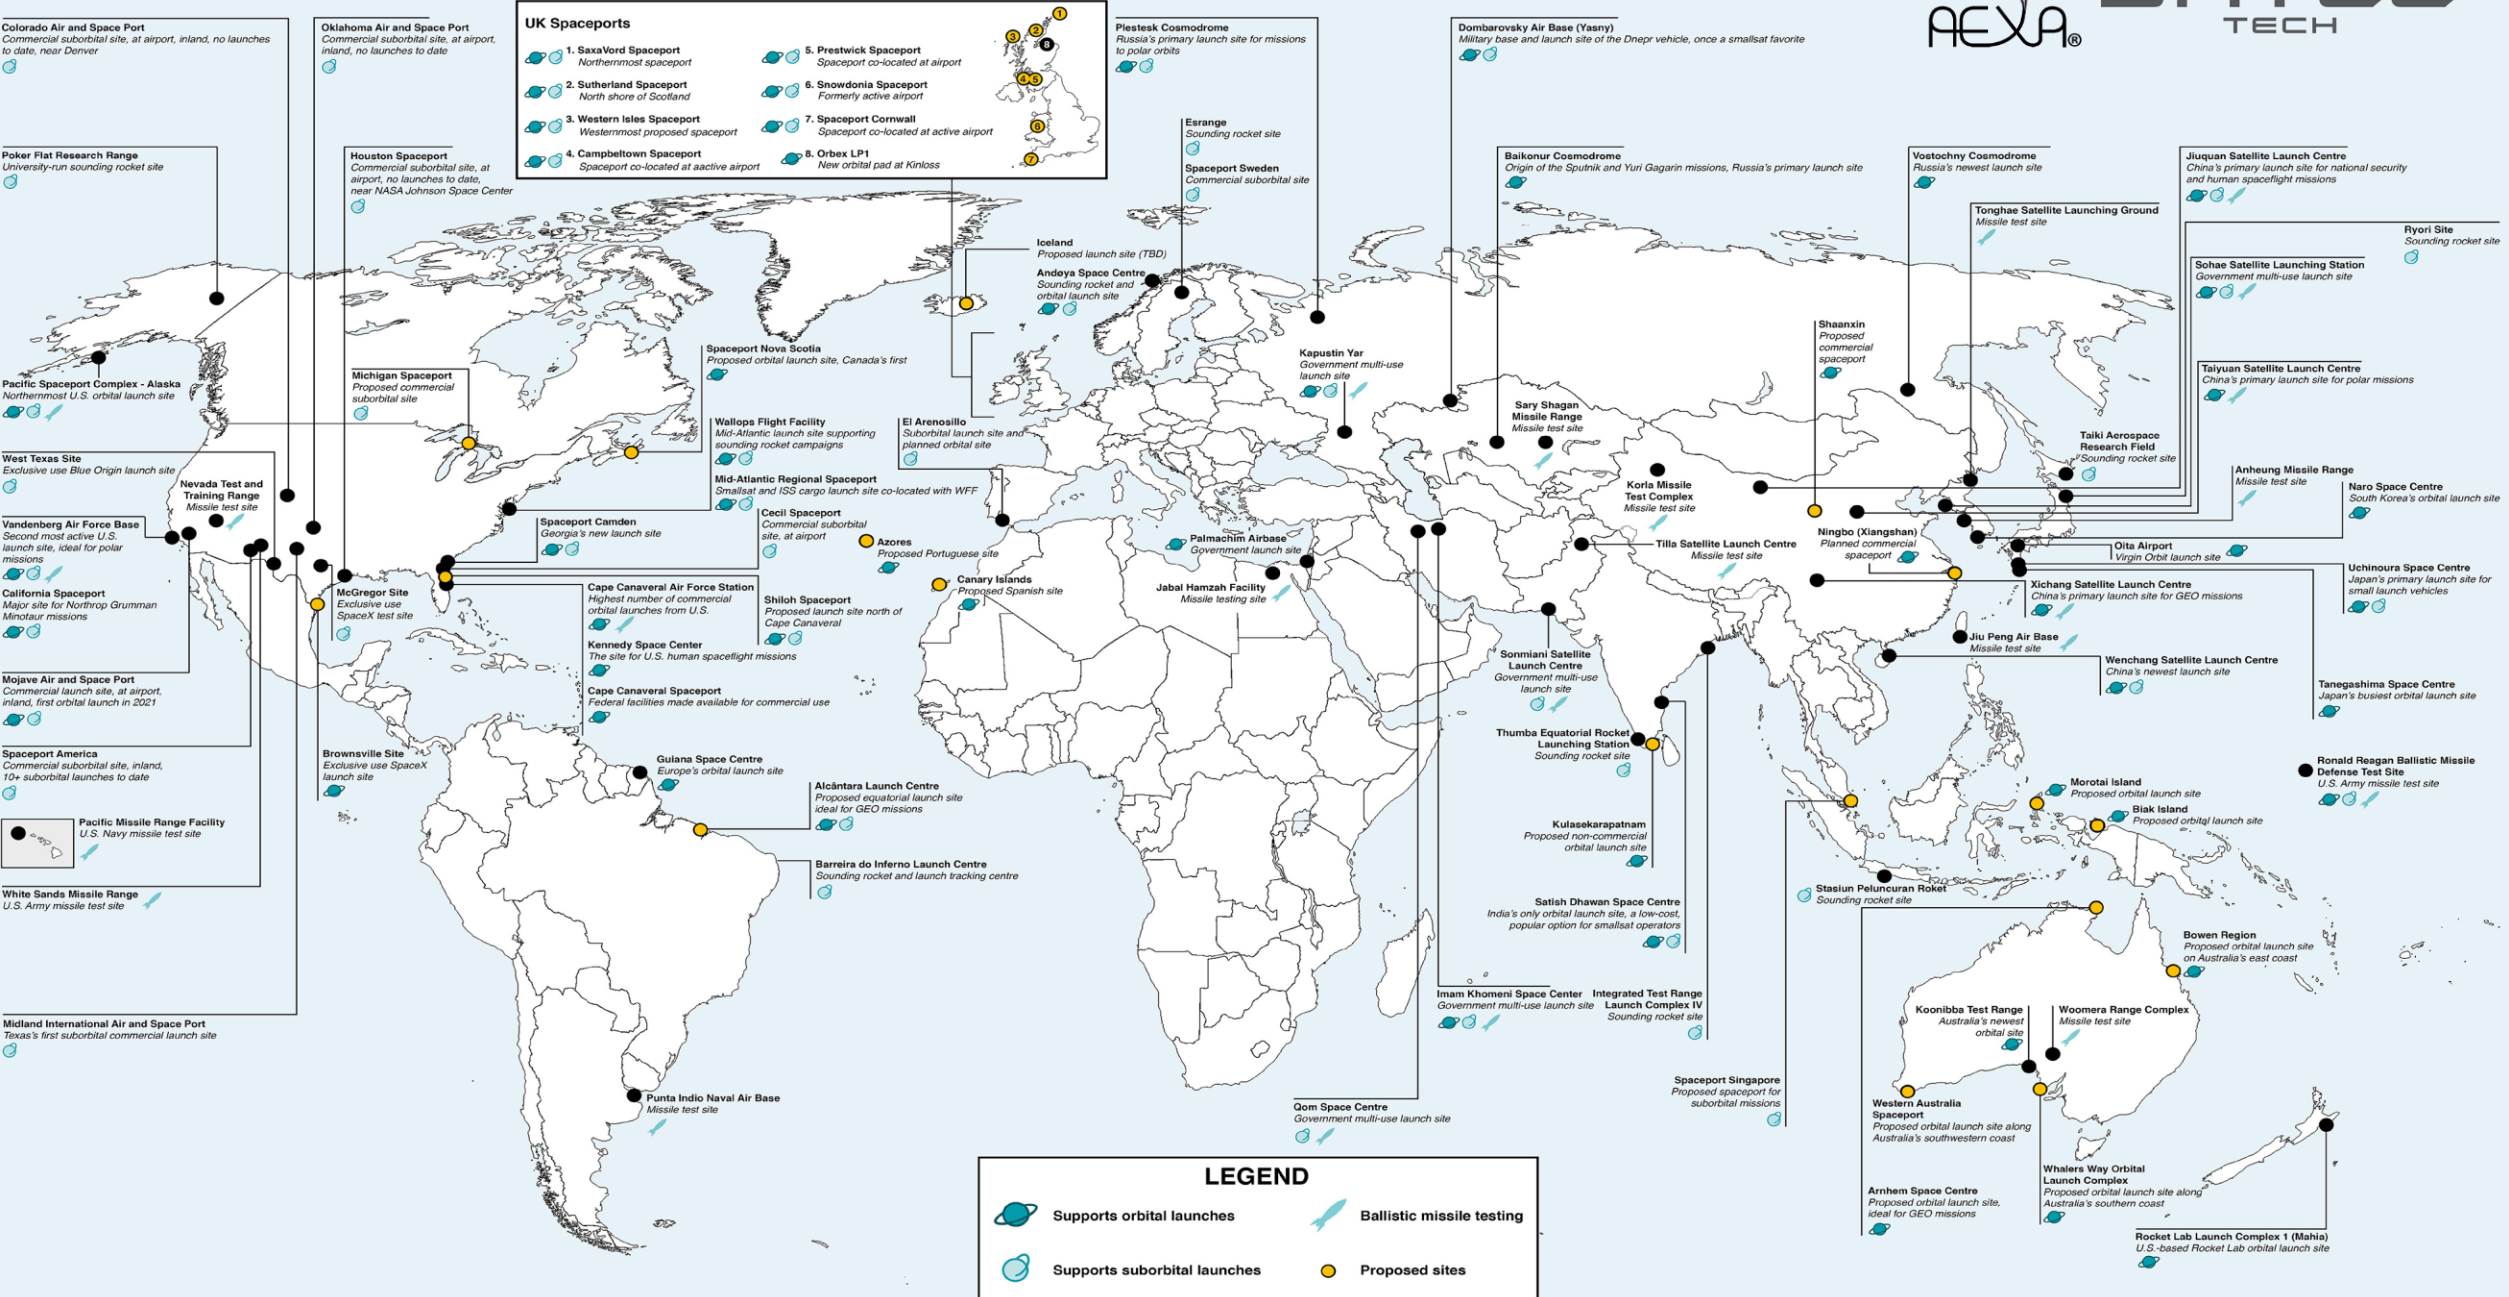 Colorado Air and Space Port
Commercial suborbital site, at airport, inland, no launches
to date, near Denver
Oklahoma Air and Space Port
Commercial suborbital site, at airport,
inland, no launches to date
UK Spaceports
1. SaxaVord Spaceport
Northernmost spaceport
2. Sutherland Spaceport
North shore of Scotland
3. Western Isles Spaceport
Westernmost proposed spaceport
4. Campbeltown Spaceport
Spaceport co-located at aactive airport
5. Prestwick Spaceport
Spaceport co-located at airport
6. Snowdonia Spaceport
Formerly active airport
7. Spaceport Cornwall
Spaceport co-located at active airport
8. Orbex LP1
New orbital pad at Kinloss
1
2
3
8
4
5
6
7
Plestesk Cosmodrome
Russia's primary launch site for missions
to polar orbits
Dombarovsky Air Base (Yasny)
Military base and launch site of the Dnepr vehicle, once a smallsat favorite
AEXA®
TECH
Poker Flat Research Range
University-run sounding rocket site
Houston Spaceport
Commercial suborbital site, at
airport, no launches to date,
near NASA Johnson Space Center
Esrange
Sounding rocket site
Spaceport Sweden
Commercial suborbital site
Baikonur Cosmodrome
Origin of the Sputnik and Yuri Gagarin missions, Russia's primary launch site
Vostochny Cosmodrome
Russia's newest launch site
Jiuquan Satellite Launch Centre
China's primary launch site for national security
and human spaceflight missions
Tonghae Satellite Launching Ground
Missile test site
Ryori Site
Sounding rocket site
Sohae Satellite Launching Station
Government multi-use launch site
Iceland
Proposed launch site (TBD)
Andøya Space Centre
Sounding rocket and
orbital launch site
Shaanxin
Proposed
commercial
spaceport
Kapustin Yar
Government multi-use
launch site
Taiyuan Satellite Launch Centre
China's primary launch site for polar missions
Spaceport Nova Scotia
Proposed orbital launch site, Canada's first
Michigan Spaceport
Proposed commercial
suborbital site
Pacific Spaceport Complex - Alaska
Northernmost U.S. orbital launch site
Sary Shagan
Missile Range
Missile test site
Wallops Flight Facility
Mid-Atlantic launch site supporting
sounding rocket campaigns
El Arenosillo
Suborbital launch site and
planned orbital site
Taiki Aerospace
Research Field
Sounding rocket site
West Texas Site
Exclusive use Blue Origin launch site
Nevada Test and
Training Range
Missile test site
Mid-Atlantic Regional Spaceport
Smallsat and ISS cargo launch site co-located with WFF
Korla Missile
Test Complex
Missile test site
Anheung Missile Range
Missile test site
Naro Space Centre
South Korea's orbital launch site
Vandenberg Air Force Base
Second most active U.S.
launch site, ideal for polar
missions
Spaceport Camden
Georgia's new launch site
Cecil Spaceport
Commercial suborbital
site, at airport
Azores
Proposed Portuguese site
Palmachim Airbase
Government launch site
Tilla Satellite Launch Centre
Missile test site
Ningbo (Xiangshan)
Planned commercial
spaceport
Oita Airport
Virgin Orbit launch site
Uchinoura Space Centre
Japan's primary launch site for
small launch vehicles
California Spaceport
Major site for Northrop Grumman
Minotaur missions
McGregor Site
Exclusive use
SpaceX test site
Cape Canaveral Air Force Station
Highest number of commercial
orbital launches from U.S.
Shiloh Spaceport
Proposed launch site north of
Cape Canaveral
Canary Islands
Proposed Spanish site
Jabal Hamzah Facility
Missile testing site
Xichang Satellite Launch Centre
China's primary launch site for GEO missions
Kennedy Space Center
The site for U.S. human spaceflight missions
Jiu Peng Air Base
Missile test site
Sonmiani Satellite
Launch Centre
Government multi-use
launch site
Wenchang Satellite Launch Centre
China's newest launch site
Mojave Air and Space Port
Commercial launch site, at airport,
inland, first orbital launch in 2021
Cape Canaveral Spaceport
Federal facilities made available for commercial use
Tanegashima Space Centre
Japan's busiest orbital launch site
Spaceport America
Commercial suborbital site, inland,
10+ suborbital launches to date
Brownsville Site
Exclusive use SpaceX
launch site
Guiana Space Centre
Europe's orbital launch site
Thumba Equatorial Rocket
Launching Station
Sounding rocket site
Ronald Reagan Ballistic Missile
Defense Test Site
U.S. Army missile test site
Alcântara Launch Centre
Proposed equatorial launch site
ideal for GEO missions
Morotai Island
Proposed orbital launch site
Biak Island
Proposed orbital launch site
Pacific Missile Range Facility
U.S. Navy missile test site
Kulasekarapatnam
Proposed non-commercial
orbital launch site
Barreira do Inferno Launch Centre
Sounding rocket and launch tracking centre
White Sands Missile Range
U.S. Army missile test site
Stasiun Peluncuran Roket
Sounding rocket site
Satish Dhawan Space Centre
India's only orbital launch site, a low-cost,
popular option for smallsat operators
Bowen Region
Proposed orbital launch site
on Australia's east coast
Imam Khomeni Space Center
Government multi-use launch site
Integrated Test Range
Launch Complex IV
Sounding rocket site
Koonibba Test Range
Australia's newest
orbital site
Woomera Range Complex
Missile test site
Midland International Air and Space Port
Texas's first suborbital commercial launch site
Spaceport Singapore
Proposed spaceport for
suborbital missions
Punta Indio Naval Air Base
Missile test site
Qom Space Centre
Government multi-use launch site
Western Australia
Spaceport
Proposed orbital launch site along
Australia's southwestern coast
Whalers Way Orbital
Launch Complex
Proposed orbital launch site along
Australia's southern coast
Arnhem Space Centre
Proposed orbital launch site,
ideal for GEO missions
Rocket Lab Launch Complex 1 (Mahia)
U.S.-based Rocket Lab orbital launch site
LEGEND
Supports orbital launches
Ballistic missile testing
Supports suborbital launches
Proposed sites